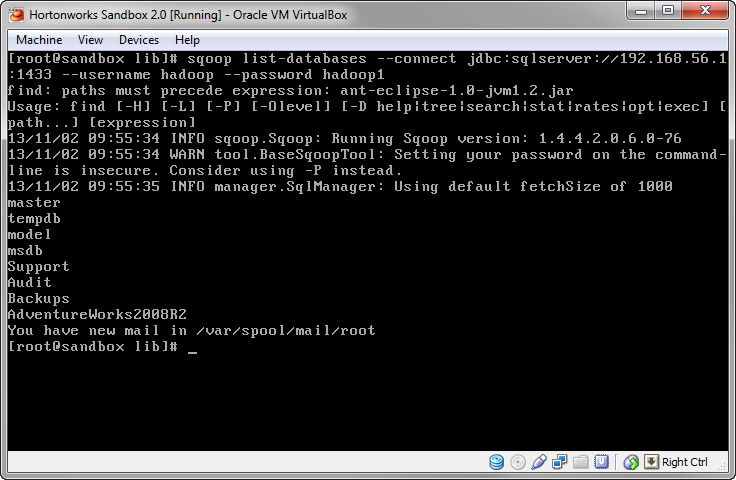 Hortonworks Sandbox 2.0 [Running] - Oracle VM VirtualBox
Machine View Devices Help
[root@sandbox lib]# sqoop list-databases --connect jdbc:sqlserver://192.168.56.1
:1433 --username hadoop --password hadoop1
find: paths must precede expression: ant-eclipse-1.0-jvm1.2.jar
Usage: find [-H] [-L] [-P] [-Olevel] [-D help|tree|search|stat|rates|opt|exec] [
path...] [expression]
13/11/02 09:55:34 INFO sqoop.Sqoop: Running Sqoop version: 1.4.4.2.0.6.0-76
13/11/02 09:55:34 WARN tool.BaseSqoopTool: Setting your password on the command-
line is insecure. Consider using -P instead.
13/11/02 09:55:35 INFO manager.SqlManager: Using default fetchSize of 1000
master
tempdb
model
msdb
Support
Audit
Backups
AdventureWorks2008R2
You have new mail in /var/spool/mail/root
[root@sandbox lib]# _
Right Ctrl